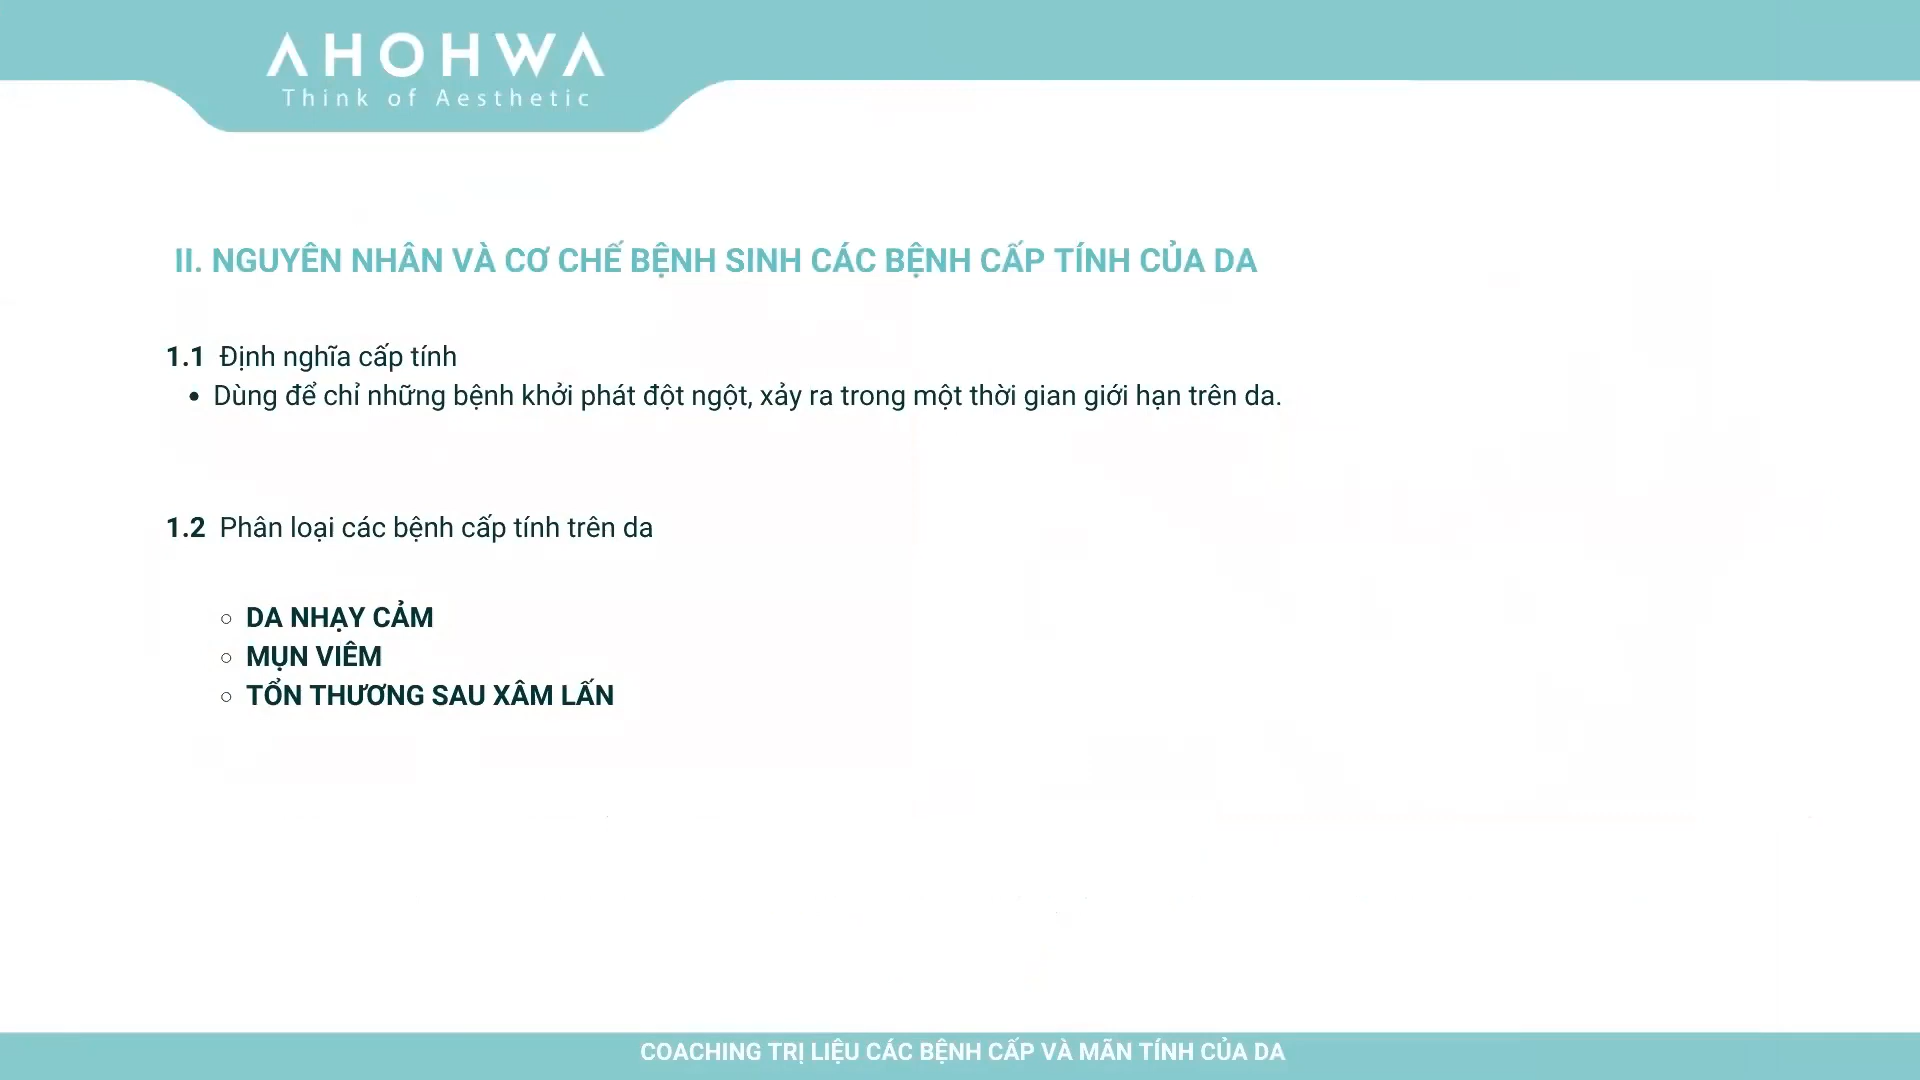 AHOHWA
Think of Aesthetic
II. NGUYÊN NHÂN VÀ CƠ CHẾ BỆNH SINH CÁC BỆNH CẤP TÍNH CỦA DA
1.1 Định nghĩa cấp tính
• Dùng để chỉ những bệnh khởi phát đột ngột, xảy ra trong một thời gian giới hạn trên da.
1.2 Phân loại các bệnh cấp tính trên da
○ DA NHẠY CẢM
○ MỤN VIÊM
○ TỔN THƯƠNG SAU XÂM LẤN
COACHING TRỊ LIỆU CÁC BỆNH CẤP VÀ MÃN TÍNH CỦA DA